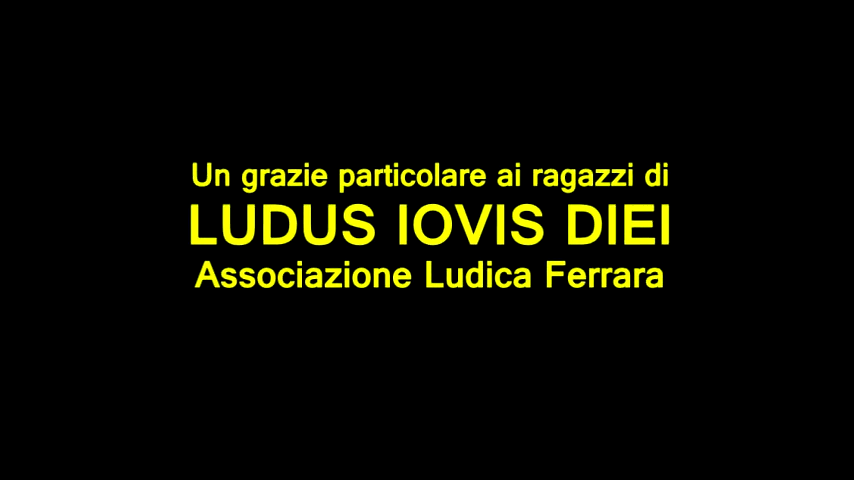 Un grazie particolare ai ragazzi di
LUDUS IOVIS DIEI
Associazione Ludica Ferrara